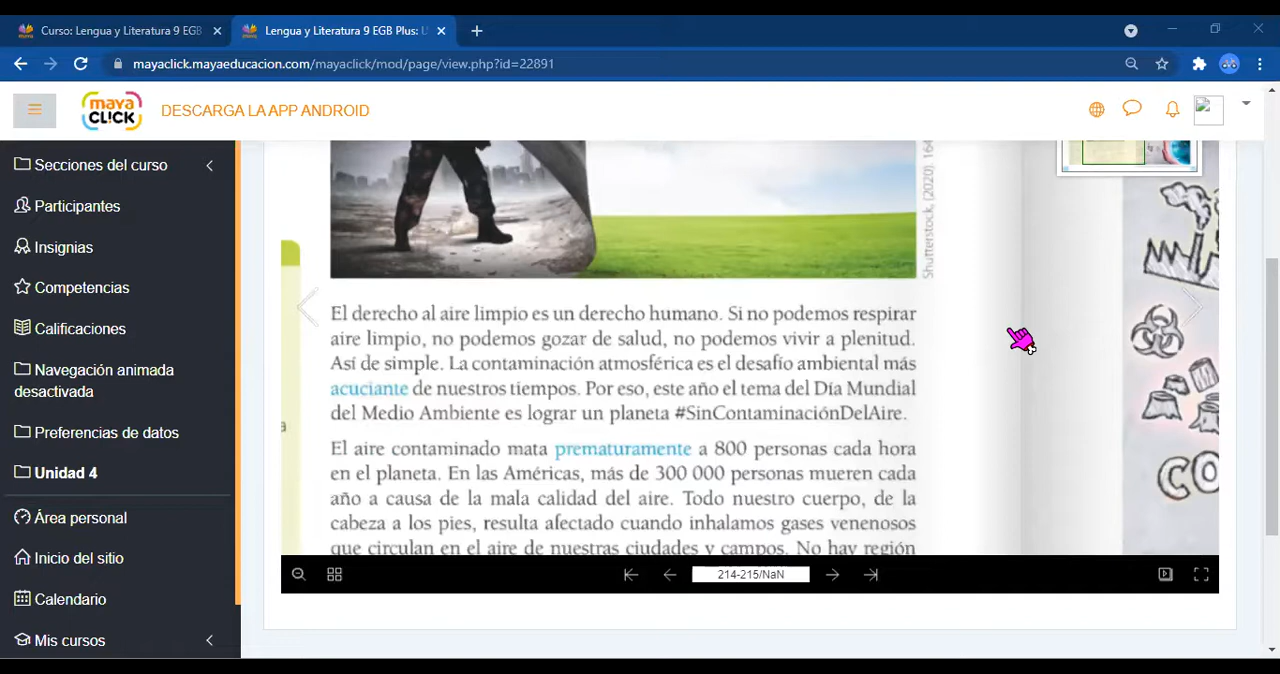 Curso: Lengua y Literatura 9 EGB
Lengua y Literatura 9 EGB Plus: U
mayaclick.mayaeducacion.com/mayaclick/mod/page/view.php?id=22891
maya
CL!CK
DESCARGA LA APP ANDROID
Secciones del curso
Participantes
Insignias
Competencias
Calificaciones
Navegación animada
desactivada
Preferencias de datos
Unidad 4
Área personal
Inicio del sitio
Calendario
Mis cursos
Shutterstock, (2020) 164
El derecho al aire limpio es un derecho humano. Si no podemos respirar
aire limpio, no podemos gozar de salud, no podemos vivir a plenitud.
Así de simple. La contaminación atmosférica es el desafío ambiental más
acuciante de nuestros tiempos. Por eso, este año el tema del Día Mundial
del Medio Ambiente es lograr un planeta #SinContaminaciónDelAire.
a
El aire contaminado mata prematuramente a 800 personas cada hora
en el planeta. En las Américas, más de 300 000 personas mueren cada
año a causa de la mala calidad del aire. Todo nuestro cuerpo, de la
cabeza a los pies, resulta afectado cuando inhalamos gases venenosos
que circulan en el aire de nuestras ciudades y campos. No hay región
CO
214-215/NaN